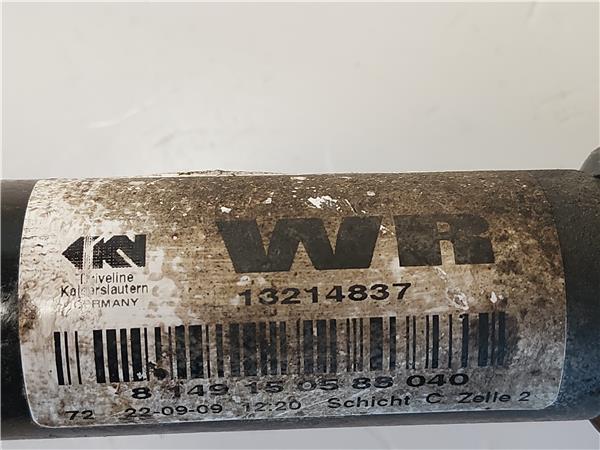 GKN
Driveline
Kaiserslautern
GERMANY
WR
13214837
8 149 15 05 88 040
72 22-09-09 12:20 Schicht C Zelle 2